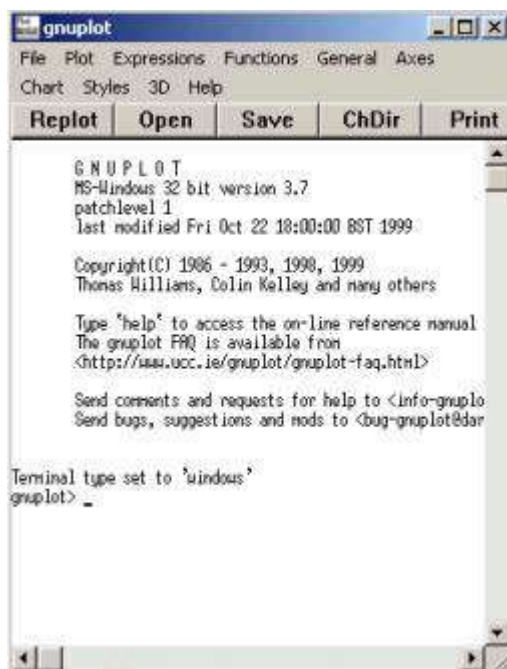 gnuplot
File Plot Expressions Functions General Axes
Chart Styles 3D Help
Replot Open Save ChDir Print
G N U P L O T
MS-Windows 32 bit version 3.7
patchlevel 1
last modified Fri Oct 22 18:00:00 BST 1999
Copyright(C) 1986 - 1993, 1998, 1999
Thomas Williams, Colin Kelley and many others
Type "help" to access the on-line reference manual
The gnuplot FAQ is available from
<http://www.ucc.ie/gnuplot/gnuplot-faq.html>
Send comments and requests for help to <info-gnuplo
Send bugs, suggestions and mods to <bug-gnuplot@dar
Terminal type set to 'windows'
gnuplot> _